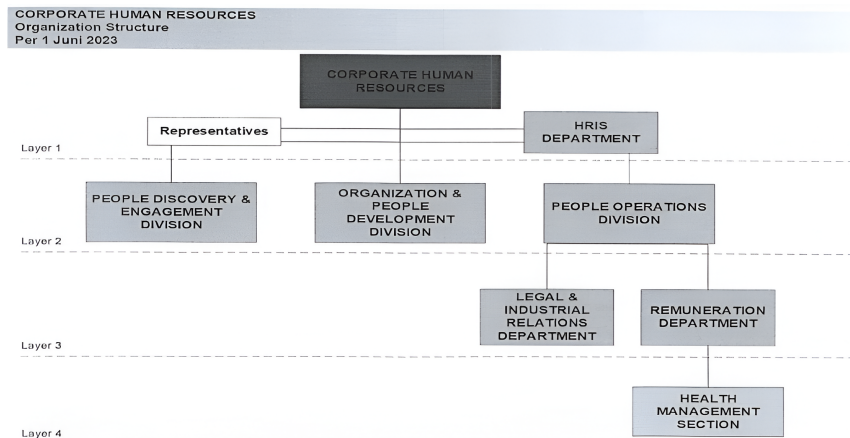 CORPORATE HUMAN RESOURCES
Organization Structure
Per 1 Juni 2023
CORPORATE HUMAN
RESOURCES
Representatives
HRIS
DEPARTMENT
Layer 1
PEOPLE DISCOVERY &
ENGAGEMENT
DIVISION
ORGANIZATION &
PEOPLE
DEVELOPMENT
DIVISION
PEOPLE OPERATIONS
DIVISION
Layer 2
LEGAL &
INDUSTRIAL
RELATIONS
DEPARTMENT
REMUNERATION
DEPARTMENT
Layer 3
HEALTH
MANAGEMENT
SECTION
Layer 4